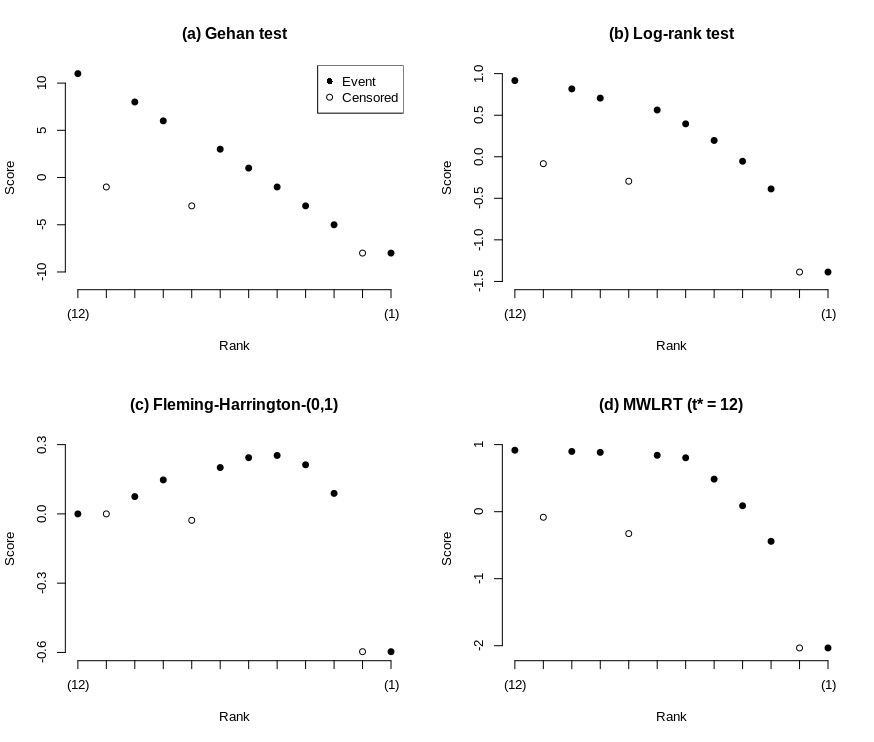 (a) Gehan test
Score
10
5
0
-5
-10
Event
Censored
(12)
(1)
Rank
(b) Log-rank test
Score
1.0
0.5
0.0
-0.5
-1.0
-1.5
(12)
(1)
Rank
(c) Fleming-Harrington-(0,1)
Score
0.3
0.0
-0.3
-0.6
(12)
(1)
Rank
(d) MWLRT (t* = 12)
Score
1
0
-1
-2
(12)
(1)
Rank